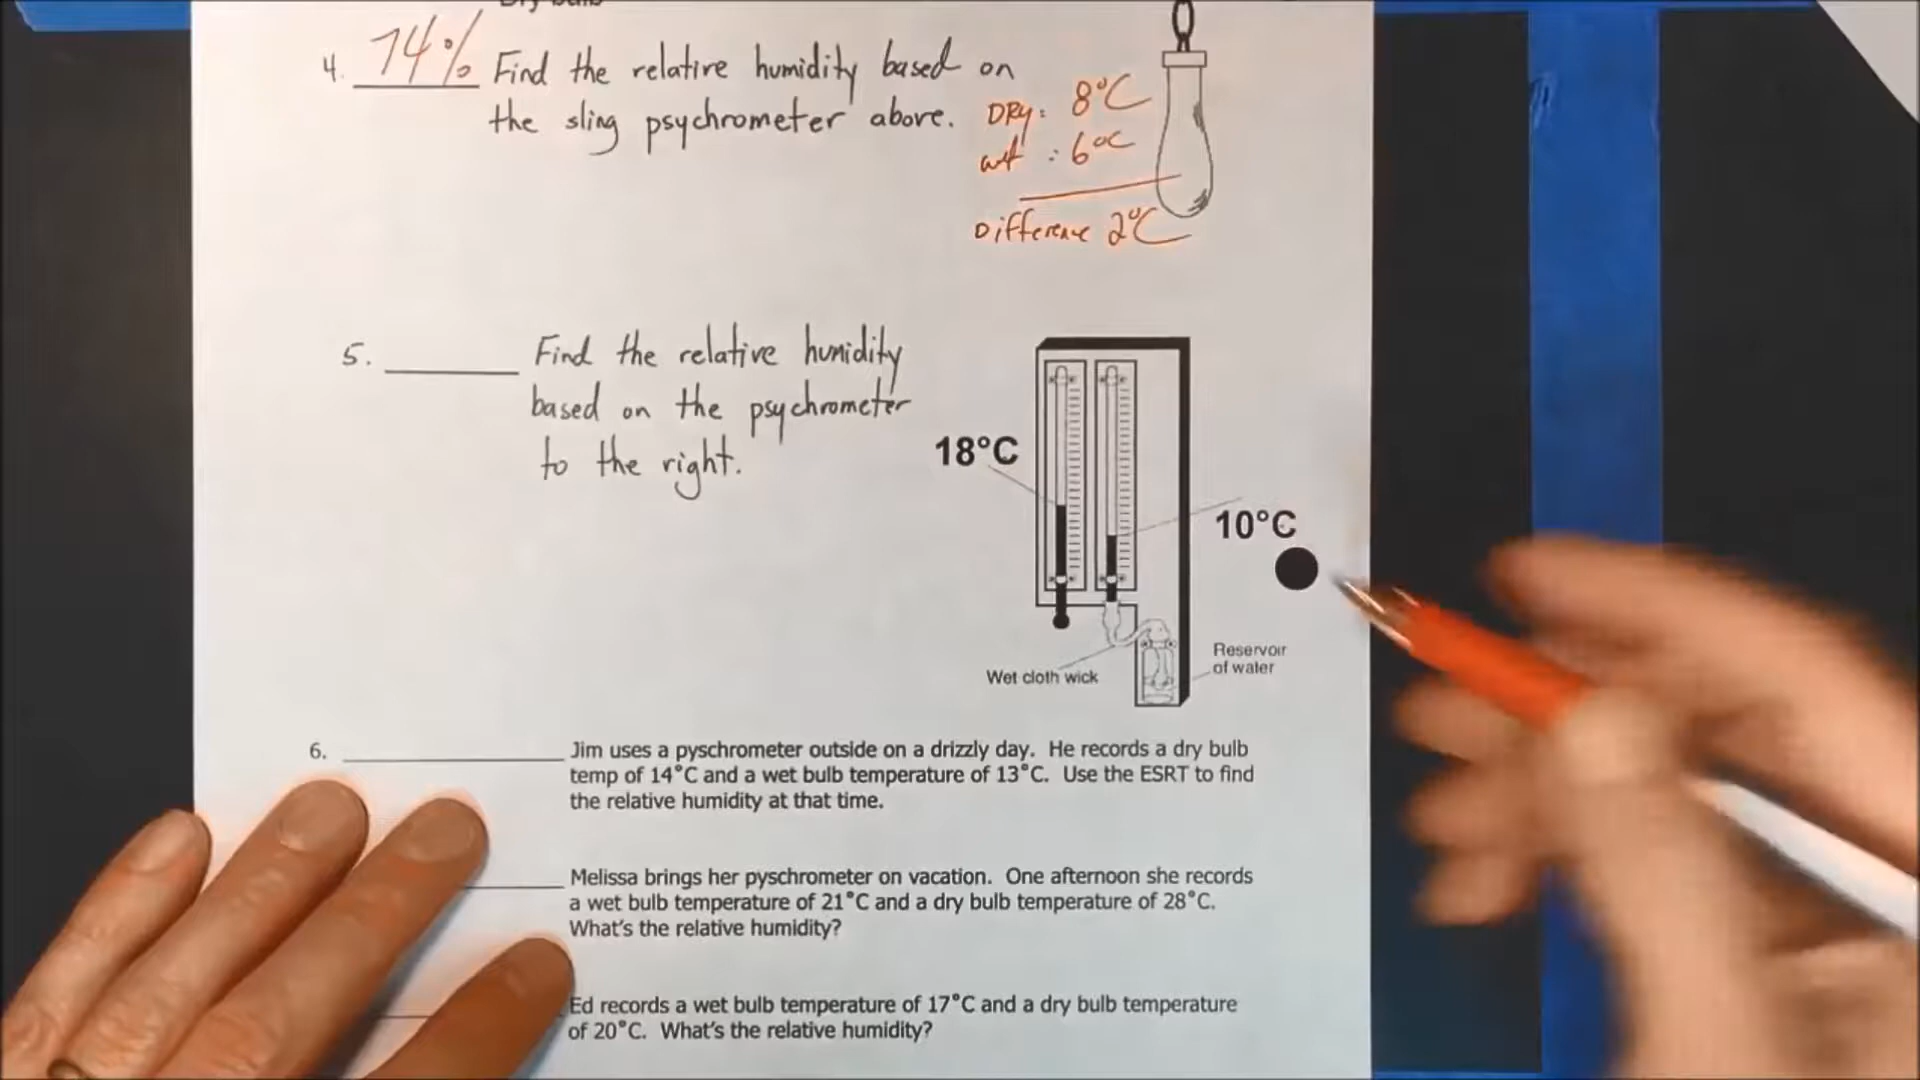 4. 74% Find the relative humidity based on
the sling psychrometer above.
DRy: 8°C
wet : 6°C
Difference 2°C
5. Find the relative humidity
based on the psychrometer
to the right.
18°C
10°C
Wet cloth wick
Reservoir
of water
6. Jim uses a pyschrometer outside on a drizzly day. He records a dry bulb
temp of 14°C and a wet bulb temperature of 13°C. Use the ESRT to find
the relative humidity at that time.
Melissa brings her pyschrometer on vacation. One afternoon she records
a wet bulb temperature of 21°C and a dry bulb temperature of 28°C.
What's the relative humidity?
Ed records a wet bulb temperature of 17°C and a dry bulb temperature
of 20°C. What's the relative humidity?